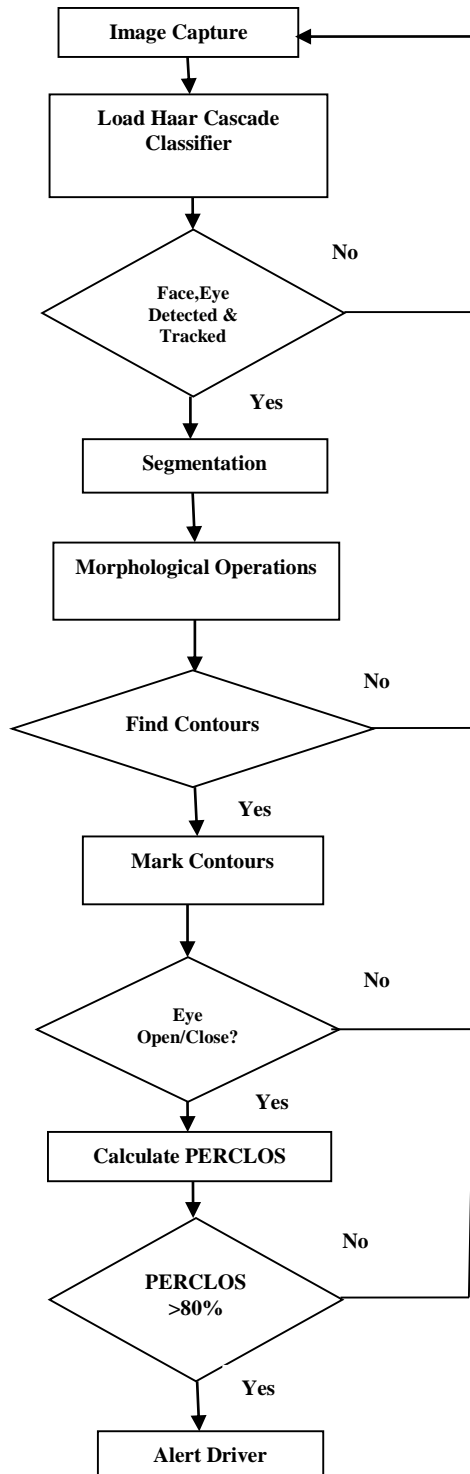 Image Capture
Load Haar Cascade
Classifier
No
Face,Eye
Detected &
Tracked
Yes
Segmentation
Morphological Operations
No
Find Contours
Yes
Mark Contours
No
Eye
Open/Close?
Yes
Calculate PERCLOS
No
PERCLOS
>80%
Yes
Alert Driver